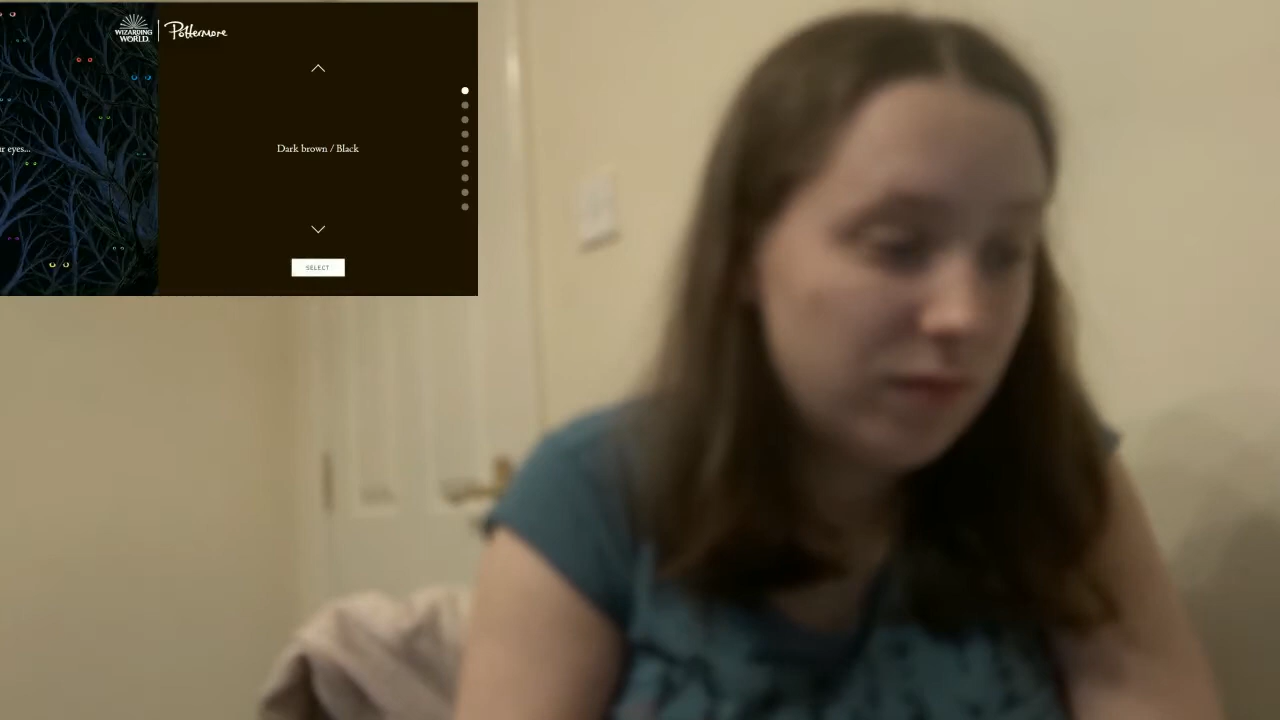 WIZARDING
WORLD
Pottermore
r eyes...
Dark brown / Black
SELECT